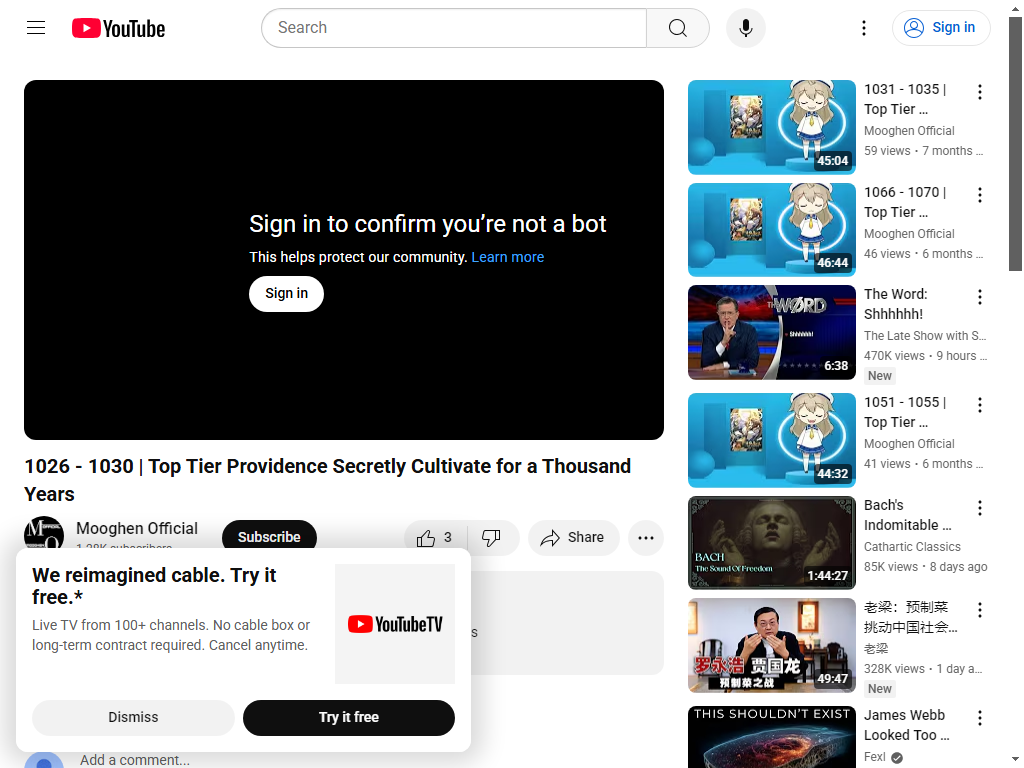 YouTube
Search
Sign in
Sign in to confirm you’re not a bot
This helps protect our community. Learn more
Sign in
1026 - 1030 | Top Tier Providence Secretly Cultivate for a Thousand
Years
Mooghen Official
Subscribe
3
Share
We reimagined cable. Try it
free.*
Live TV from 100+ channels. No cable box or
long-term contract required. Cancel anytime.
YouTubeTV
Dismiss
Try it free
Add a comment...
1031 - 1035 |
Top Tier ...
Mooghen Official
59 views • 7 months ...
45:04
1066 - 1070 |
Top Tier ...
Mooghen Official
46 views • 6 months ...
46:44
THE WØRD
Shhhhhh!
6:38
The Word:
Shhhhhh!
The Late Show with S...
470K views • 9 hours ...
New
1051 - 1055 |
Top Tier ...
Mooghen Official
41 views • 6 months ...
44:32
BACH
The Sound Of Freedom
1:44:27
Bach's
Indomitable ...
Cathartic Classics
85K views • 8 days ago
罗永浩 贾国龙
预制菜之战
49:47
老梁：预制菜
挑动中国社会...
老梁
328K views • 1 day a...
New
THIS SHOULDN'T EXIST
James Webb
Looked Too ...
Fexl